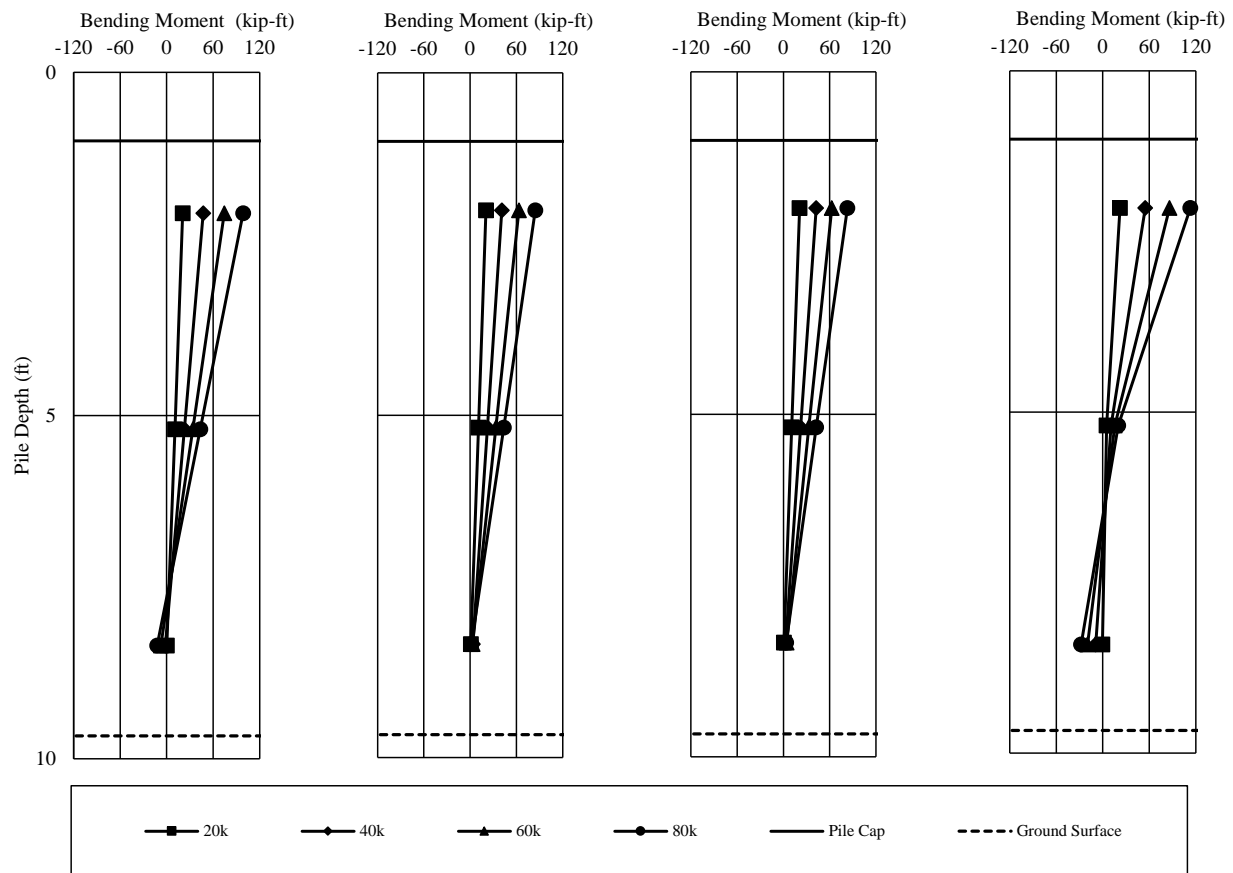 Bending Moment (kip-ft) Bending Moment (kip-ft) Bending Moment (kip-ft) Bending Moment (kip-ft)
-120 -60 0 60 120 -120 -60 0 60 120 -120 -60 0 60 120 -120 -60 0 60 120
0
5
10
Pile Depth (ft)
20k 40k 60k 80k Pile Cap Ground Surface